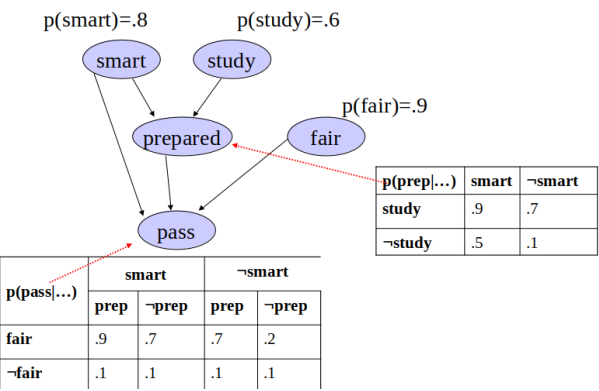 p(smart)=.8 p(study)=.6
smart study
p(fair)=.9
prepared fair
p(prep|…) smart ¬smart
study .9 .7
¬study .5 .1
pass
p(pass|…) smart ¬smart
prep ¬prep prep ¬prep
fair .9 .7 .7 .2
¬fair .1 .1 .1 .1